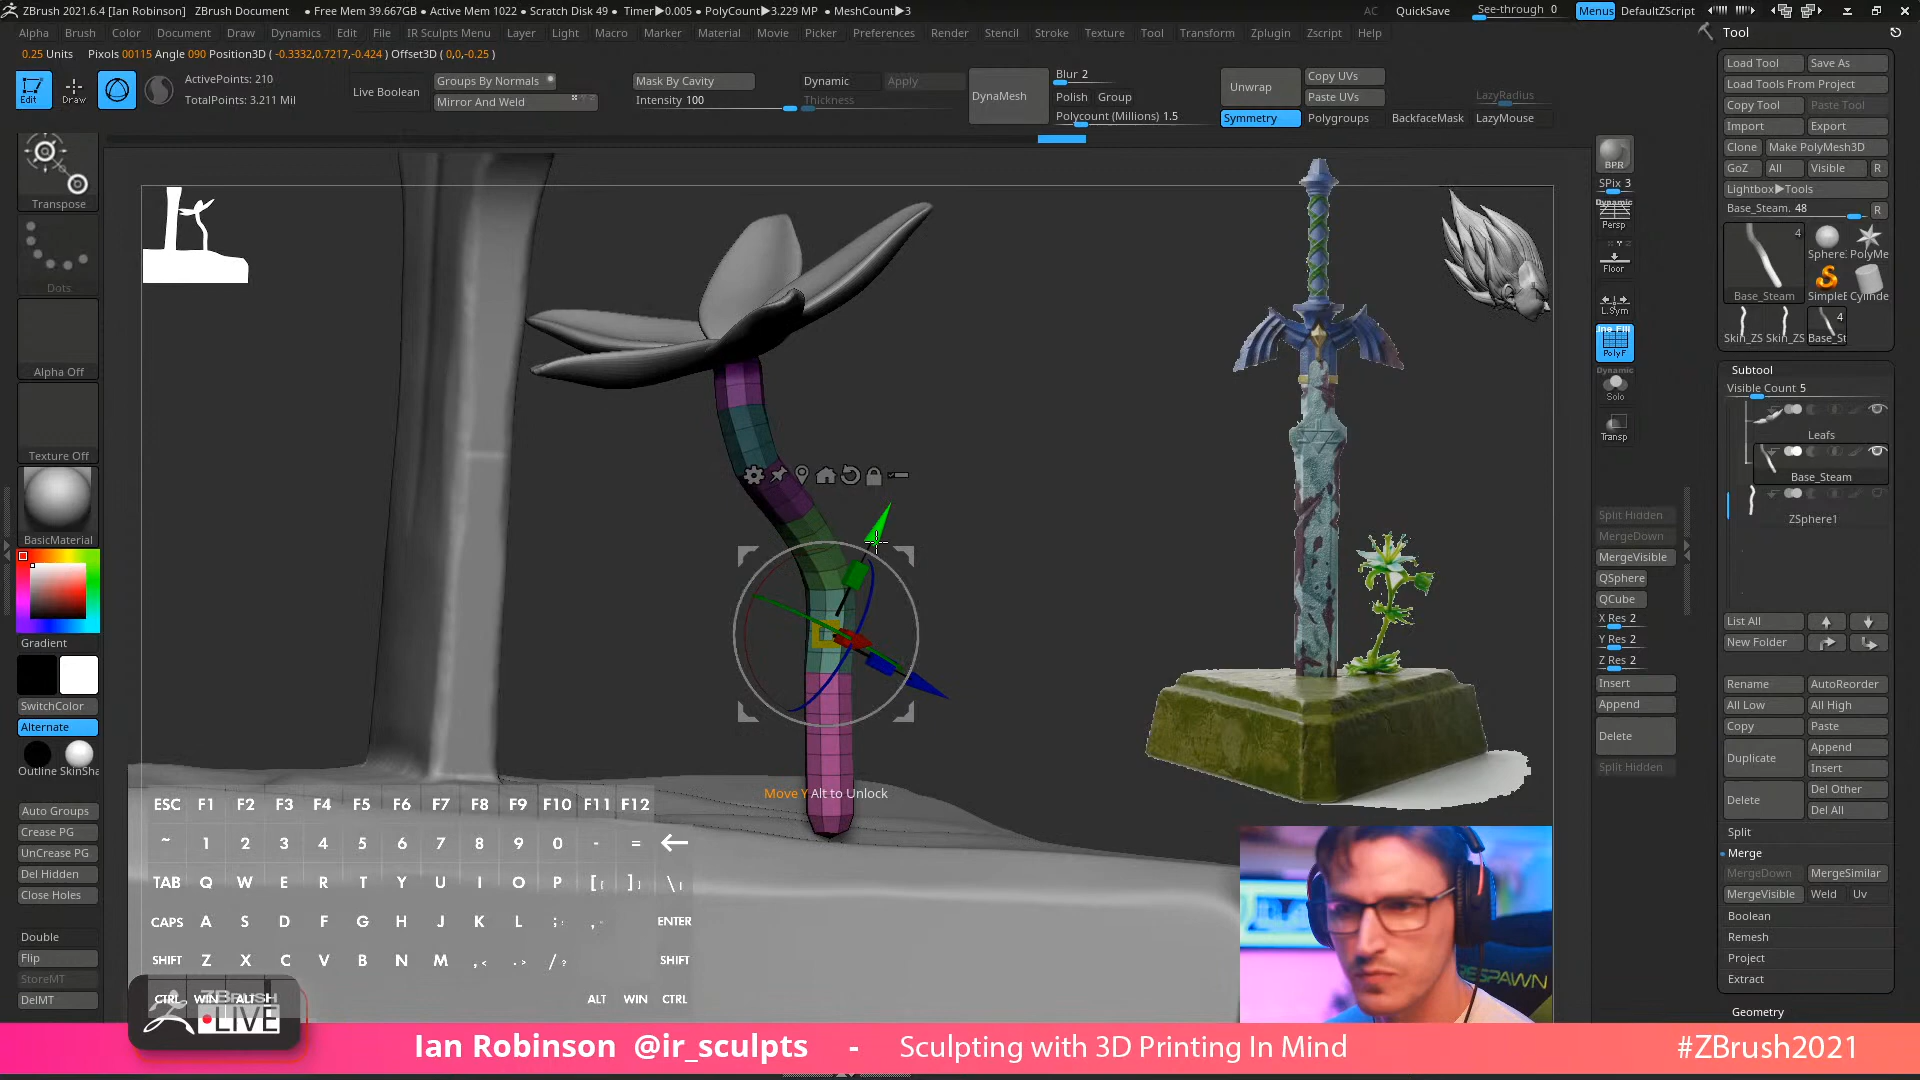 ZBrush 2021.6.4 [Ian Robinson] ZBrush Document • Free Mem 39.667GB • Active Mem 1022 • Scratch Disk 49 • Timer▶0.005 • PolyCount▶3.229 MP • MeshCount▶3 AC QuickSave See-through 0 Menus DefaultZScript
Alpha Brush Color Document Draw Dynamics Edit File IR Sculpts Menu Layer Light Macro Marker Material Movie Picker Preferences Render Stencil Stroke Texture Tool Transform Zplugin Zscript Help
0.25 Units Pixols 00115 Angle 090 Position3D ( -0.3332,0.7217,-0.424 ) Offset3D ( 0,0,-0.25 )
Edit
Draw
ActivePoints: 210
TotalPoints: 3.211 Mil
Live Boolean
Groups By Normals
Mirror And Weld
Mask By Cavity
Intensity 100
Dynamic
Apply
Thickness
DynaMesh
Blur 2
Polish Group
Polycount (Millions) 1.5
Unwrap
Copy UVs
Paste UVs
LazyRadius
Symmetry
Polygroups
BackfaceMask
LazyMouse
Transpose
Dots
Alpha Off
Texture Off
BasicMaterial
Gradient
SwitchColor
Alternate
Outline SkinSha
Auto Groups
Crease PG
UnCrease PG
Del Hidden
Close Holes
Double
Flip
StoreMT
DelMT
Move Y Alt to Unlock
ESC F1 F2 F3 F4 F5 F6 F7 F8 F9 F10 F11 F12
~ 1 2 3 4 5 6 7 8 9 0 - =
TAB Q W E R T Y U I O P [ ] \
CAPS A S D F G H J K L ; , ENTER
SHIFT Z X C V B N M , < . > / ? SHIFT
CTRL WIN ALT ALT WIN CTRL
ZBRUSH
LIVE
BPR
SPix 3
Dynamic
Persp
Floor
L.Sym
Line Fill
PolyF
Dynamic
Solo
Transp
Split Hidden
MergeDown
MergeVisible
QSphere
QCube
X Res 2
Y Res 2
Z Res 2
Insert
Append
Delete
Split Hidden
Tool
Load Tool Save As
Load Tools From Project
Copy Tool Paste Tool
Import Export
Clone Make PolyMesh3D
GoZ All Visible R
Lightbox▶Tools
Base_Steam. 48 R
4
Sphere. PolyMe
Base_Steam SimpleE Cylinde
4
Skin_ZS Skin_ZS Base_St
Subtool
Visible Count 5
Leafs
Base_Steam
ZSphere1
List All
New Folder
Rename AutoReorder
All Low All High
Copy Paste
Duplicate Append
Insert
Delete Del Other
Del All
Split
Merge
MergeDown MergeSimilar
MergeVisible Weld Uv
Boolean
Remesh
Project
Extract
Geometry
RESPAWN
Ian Robinson @ir_sculpts - Sculpting with 3D Printing In Mind #ZBrush2021